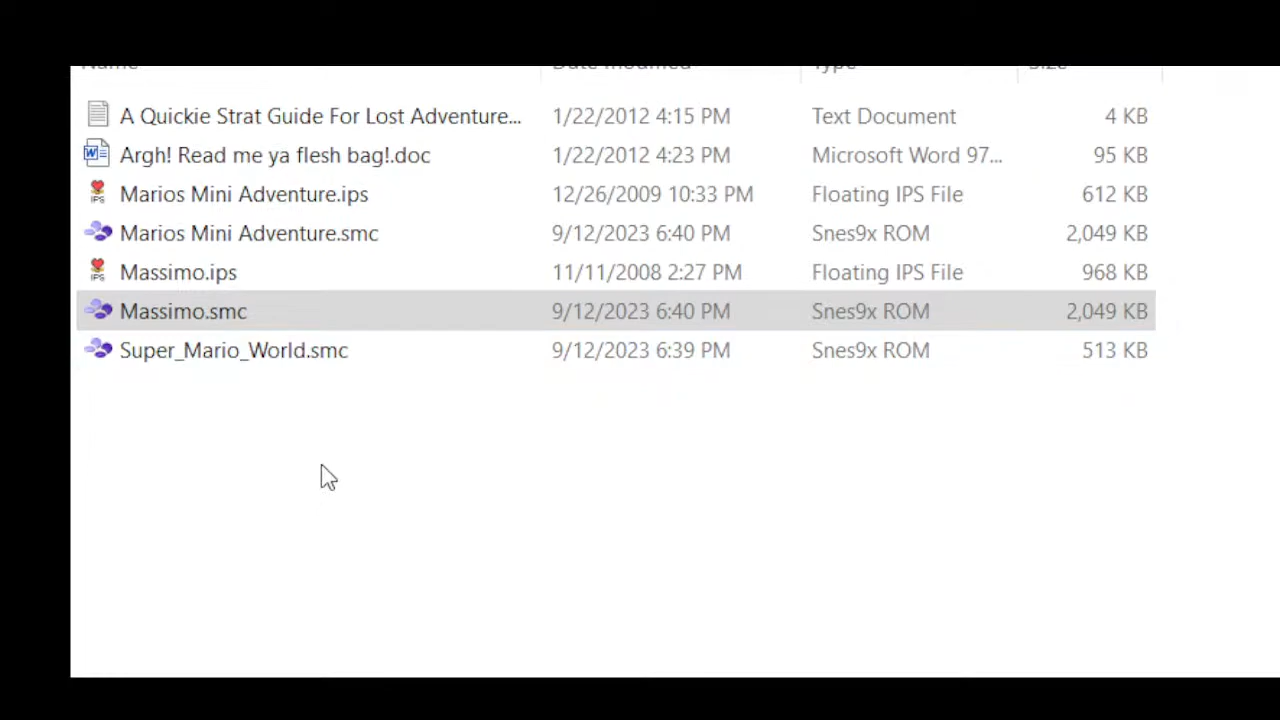 Name Date modified Type Size
A Quickie Strat Guide For Lost Adventure... 1/22/2012 4:15 PM Text Document 4 KB
Argh! Read me ya flesh bag!.doc 1/22/2012 4:23 PM Microsoft Word 97... 95 KB
Marios Mini Adventure.ips 12/26/2009 10:33 PM Floating IPS File 612 KB
Marios Mini Adventure.smc 9/12/2023 6:40 PM Snes9x ROM 2,049 KB
Massimo.ips 11/11/2008 2:27 PM Floating IPS File 968 KB
Massimo.smc 9/12/2023 6:40 PM Snes9x ROM 2,049 KB
Super_Mario_World.smc 9/12/2023 6:39 PM Snes9x ROM 513 KB